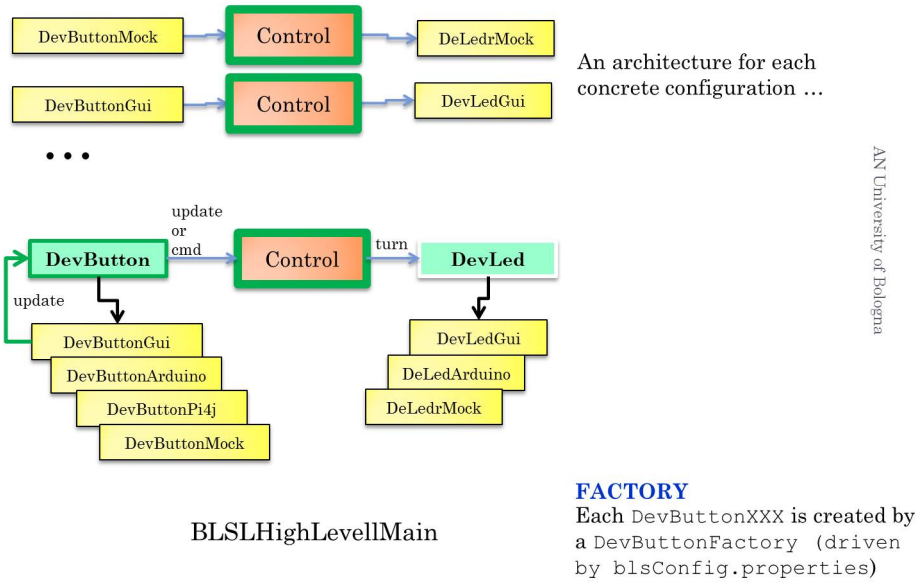 DevButtonMock
Control
DeLedrMock
DevButtonGui
Control
DevLedGui
An architecture for each
concrete configuration …
• • •
AN University of Bologna
update
or
cmd
DevButton
Control
turn
DevLed
update
DevButtonGui
DevButtonArduino
DevButtonPi4j
DevButtonMock
DevLedGui
DeLedArduino
DeLedrMock
BLSLHighLevellMain
FACTORY
Each DevButtonXXX is created by
a DevButtonFactory (driven
by blsConfig.properties)